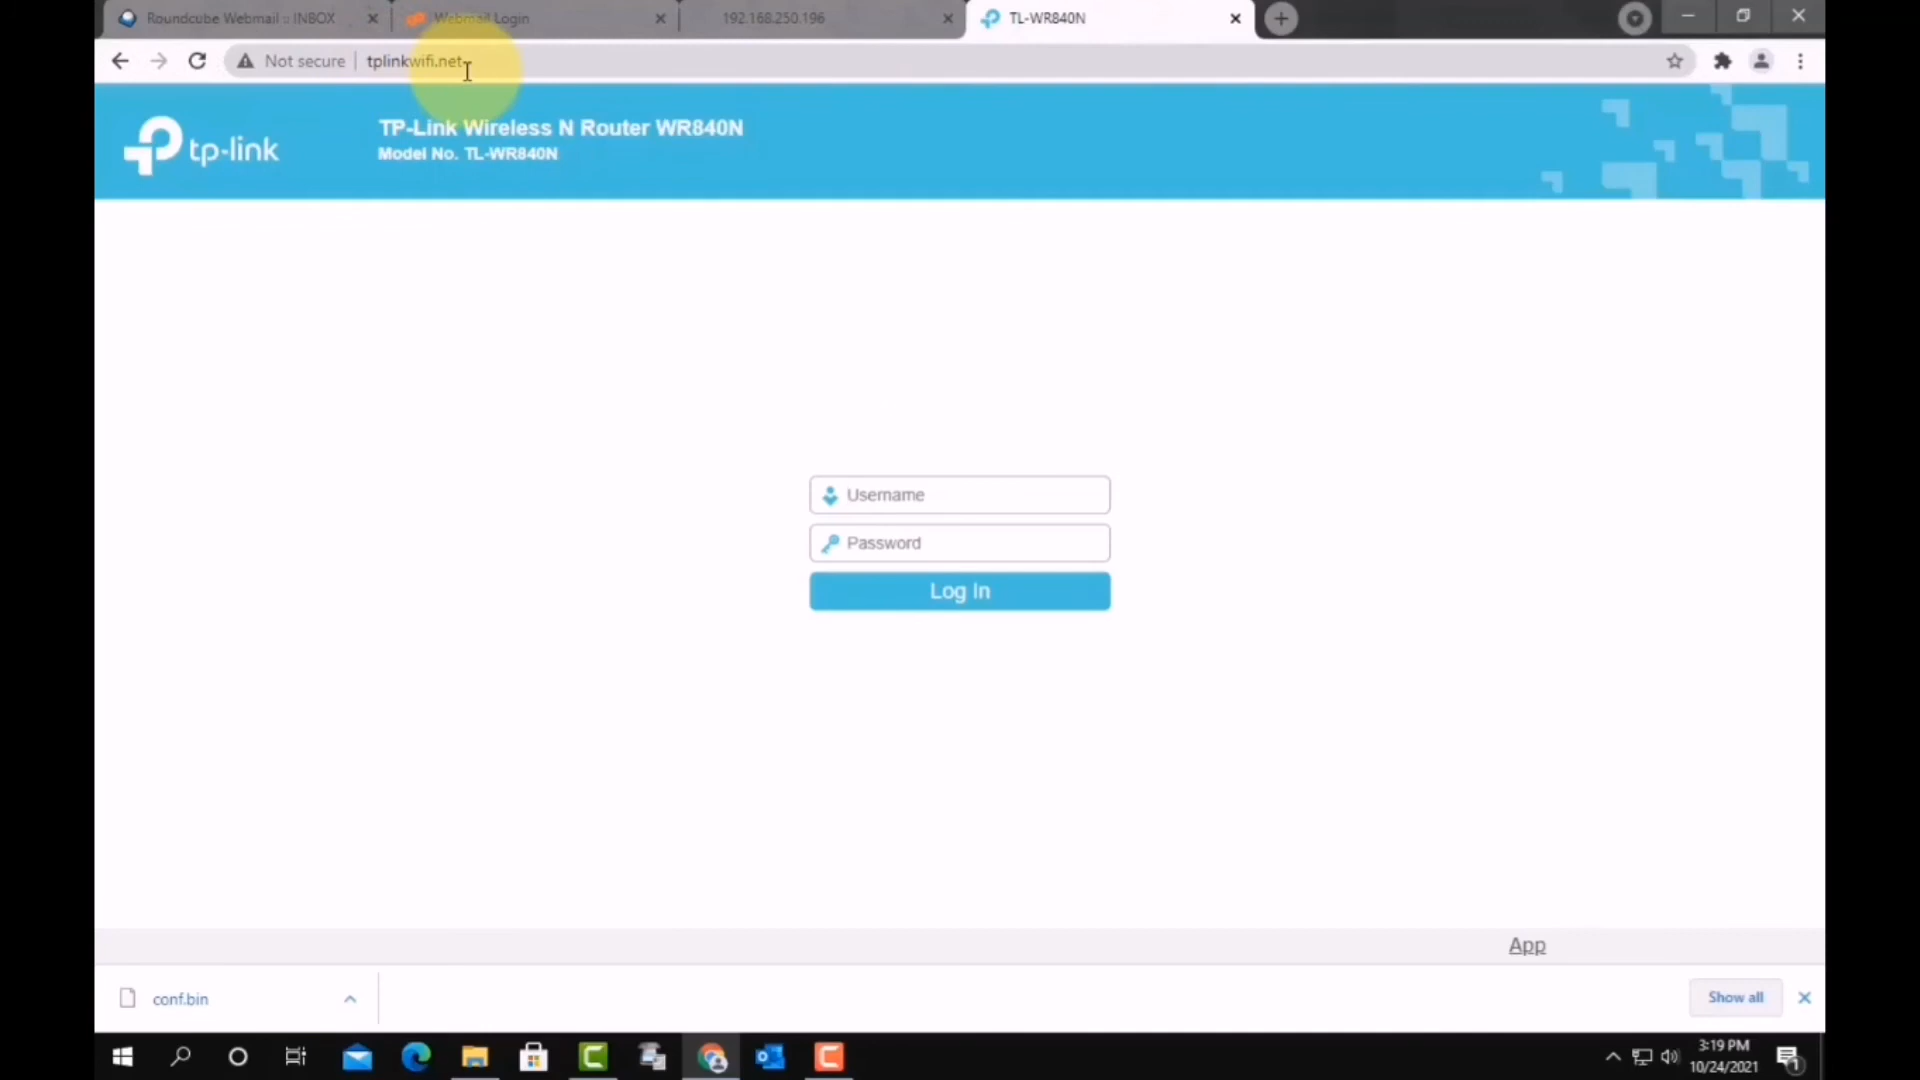 Roundcube Webmail :: INBOX
Webmail Login
192.168.250.196
TL-WR840N
Not secure
tplinkwifi.net
tp-link
TP-Link Wireless N Router WR840N
Model No. TL-WR840N
Username
Password
Log In
App
conf.bin
Show all
3:19 PM
10/24/2021
1